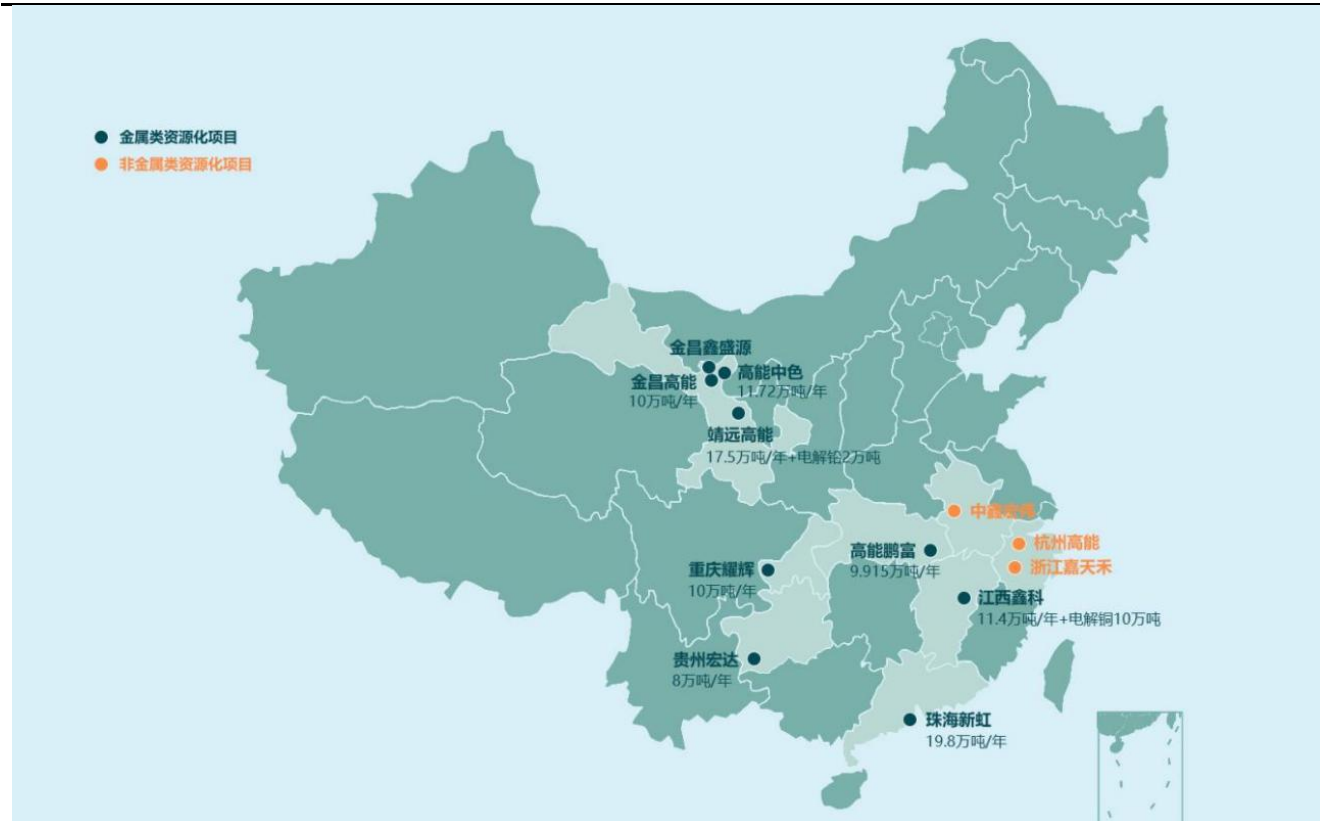 金属类资源化项目
非金属类资源化项目
金昌鑫盛源
高能中色
11.72万吨/年
金昌高能
10万吨/年
靖远高能
17.5万吨/年+电解铅2万吨
中鑫宏伟
杭州高能
浙江嘉天禾
高能鹏富
9.915万吨/年
重庆耀辉
10万吨/年
江西鑫科
11.4万吨/年+电解铜10万吨
贵州宏达
8万吨/年
珠海新虹
19.8万吨/年